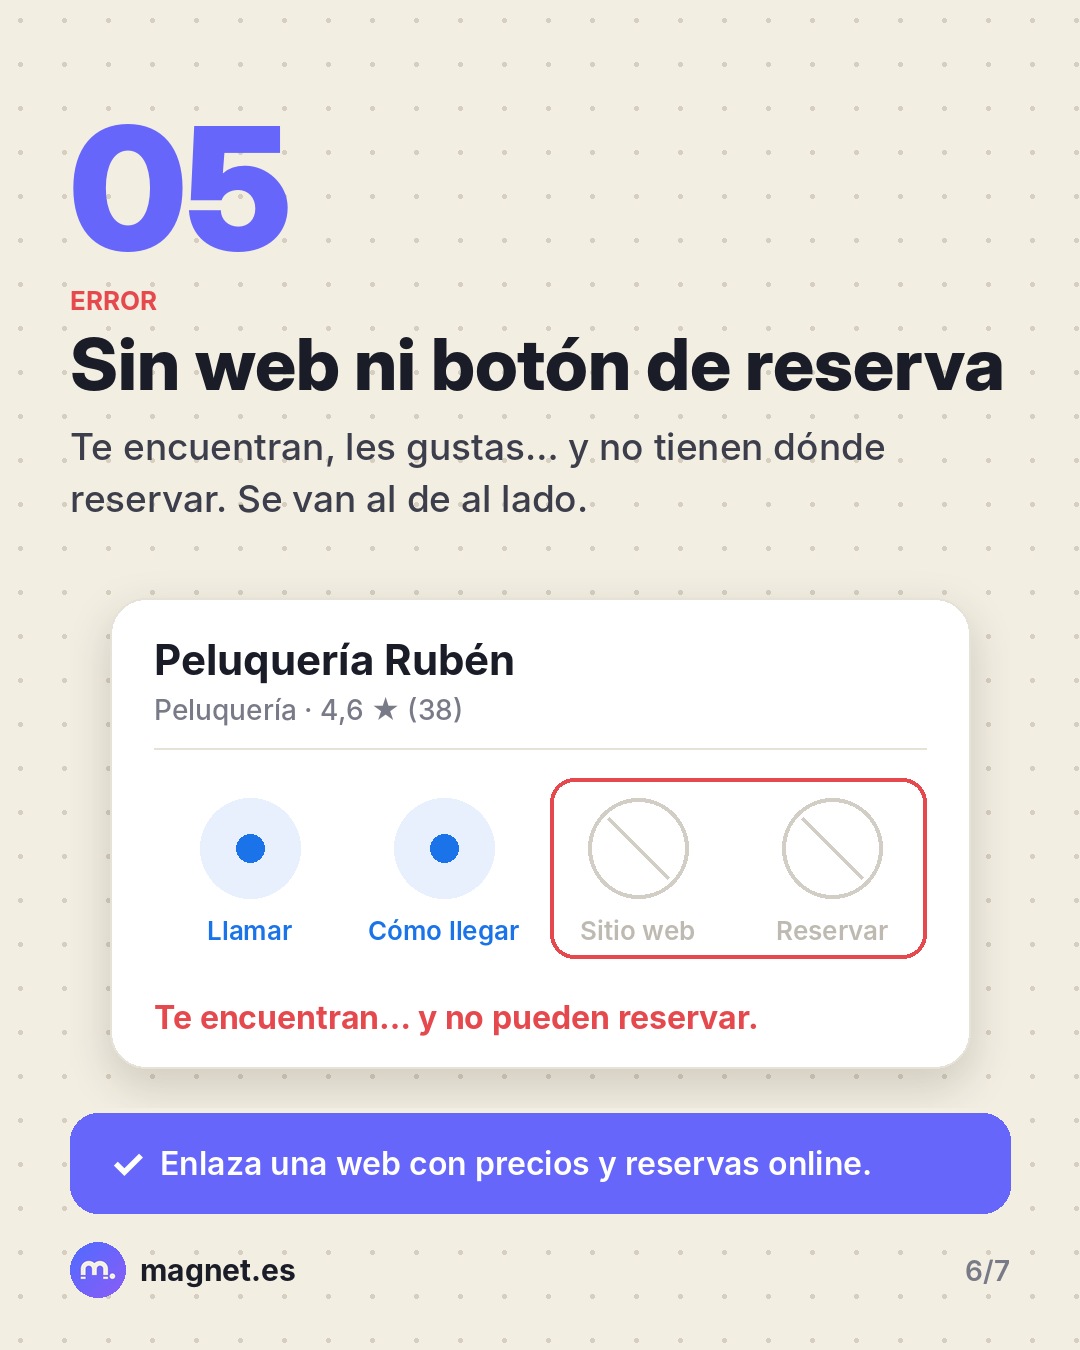 05
ERROR
Sin web ni botón de reserva
Te encuentran, les gustas... y no tienen dónde
reservar. Se van al de al lado.
Peluquería Rubén
Peluquería · 4,6 ★ (38)
Llamar
Cómo llegar
Sitio web
Reservar
Te encuentran... y no pueden reservar.
✓ Enlaza una web con precios y reservas online.
m. magnet.es
6/7